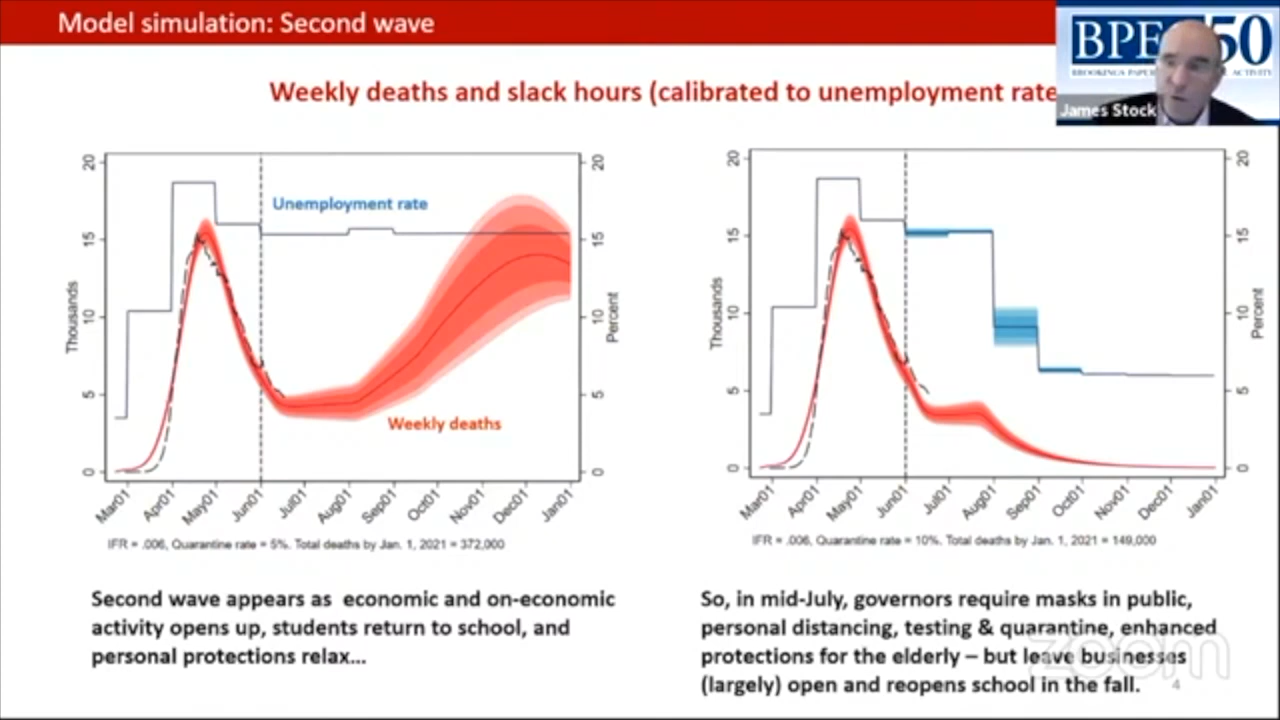 Model simulation: Second wave
BPE 50
BROOKINGS PAPE ACTIVITY
James Stock
Weekly deaths and slack hours (calibrated to unemployment rate
20
15
10
5
0
Thousands
20
15
10
5
0
Percent
Unemployment rate
Weekly deaths
Mar01
Apr01
May01
Jun01
Jul01
Aug01
Sep01
Oct01
Nov01
Dec01
Jan01
IFR = .006, Quarantine rate = 5%. Total deaths by Jan. 1, 2021 = 372,000
20
15
10
5
0
Thousands
20
15
10
5
0
Percent
Mar01
Apr01
May01
Jun01
Jul01
Aug01
Sep01
Oct01
Nov01
Dec01
Jan01
IFR = .006, Quarantine rate = 10%. Total deaths by Jan. 1, 2021 = 149,000
Second wave appears as economic and on-economic
activity opens up, students return to school, and
personal protections relax...
So, in mid-July, governors require masks in public,
personal distancing, testing & quarantine, enhanced
protections for the elderly – but leave businesses
(largely) open and reopens school in the fall.
4
zoom